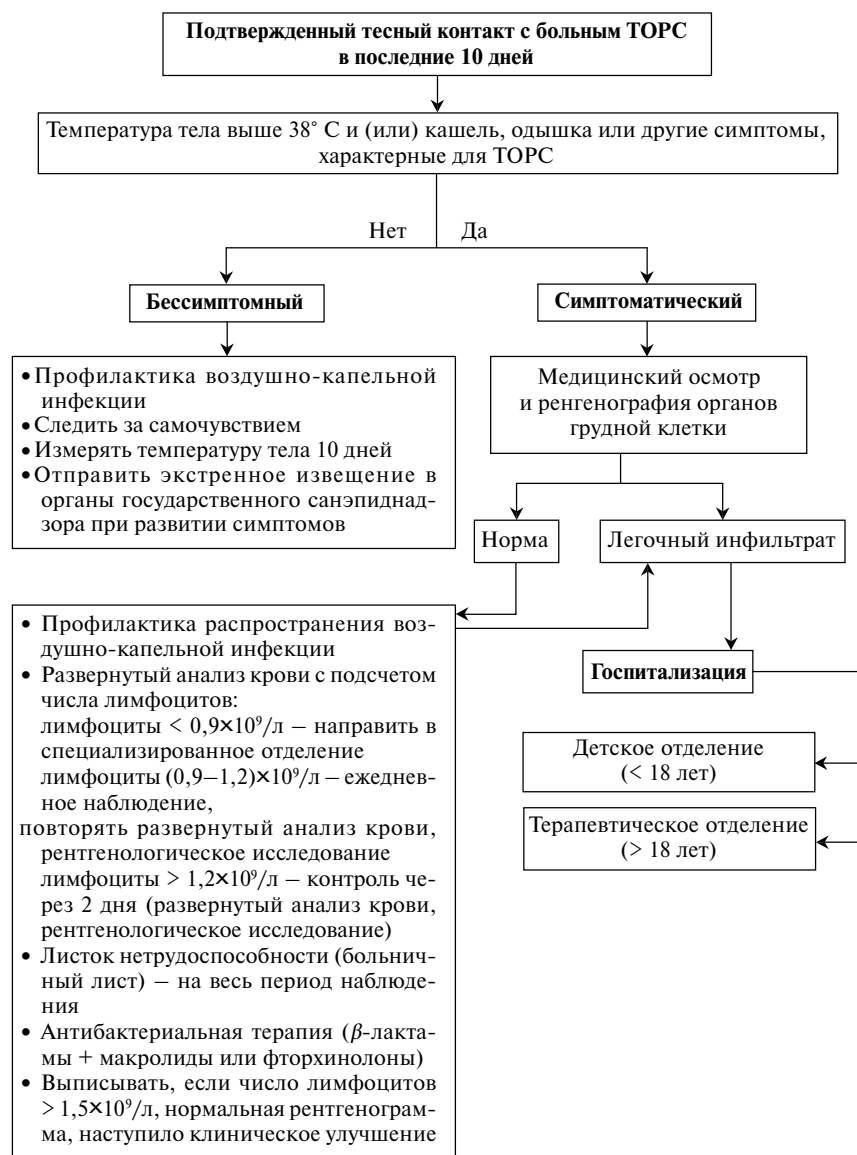 Подтвержденный тесный контакт с больным ТОРС
в последние 10 дней
Температура тела выше 38° С и (или) кашель, одышка или другие симптомы,
характерные для ТОРС
Нет
Да
Бессимптомный
Симптоматический
• Профилактика воздушно-капельной
инфекции
• Следить за самочувствием
• Измерять температуру тела 10 дней
• Отправить экстренное извещение в
органы государственного санэпиднад-
зора при развитии симптомов
Медицинский осмотр
и ренгенография органов
грудной клетки
Норма
Легочный инфильтрат
• Профилактика распространения воз-
душно-капельной инфекции
• Развернутый анализ крови с подсчетом
числа лимфоцитов:
лимфоциты < 0,9×10⁹/л – направить в
специализированное отделение
лимфоциты (0,9–1,2)×10⁹/л – ежеднев-
ное наблюдение,
повторять развернутый анализ крови,
рентгенологическое исследование
лимфоциты > 1,2×10⁹/л – контроль че-
рез 2 дня (развернутый анализ крови,
рентгенологическое исследование)
• Листок нетрудоспособности (больнич-
ный лист) – на весь период наблюде-
ния
• Антибактериальная терапия (β-лакта-
мы + макролиды или фторхинолоны)
• Выписывать, если число лимфоцитов
> 1,5×10⁹/л, нормальная рентгенограм-
ма, наступило клиническое улучшение
Госпитализация
Детское отделение
(< 18 лет)
Терапевтическое отделение
(> 18 лет)